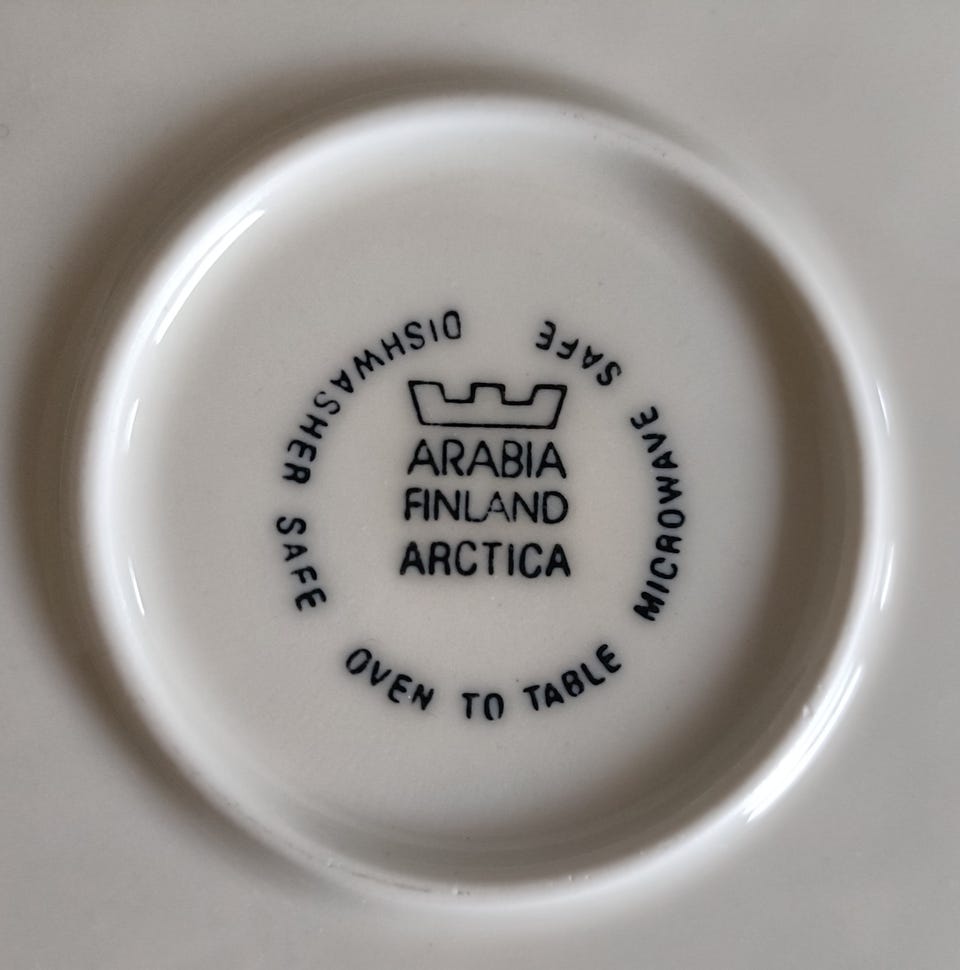 ARABIA
FINLAND
ARCTICA
DISHWASHER SAFE OVEN TO TABLE MICROWAVE SAFE